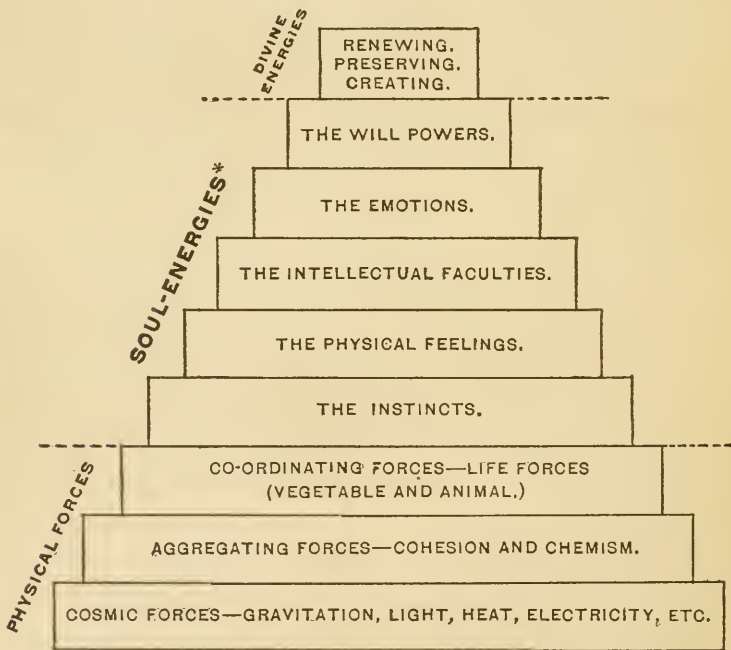 DIVINE
ENERGIES
RENEWING.
PRESERVING.
CREATING.
THE WILL POWERS.
SOUL-ENERGIES*
THE EMOTIONS.
THE INTELLECTUAL FACULTIES.
THE PHYSICAL FEELINGS.
THE INSTINCTS.
PHYSICAL FORCES
CO-ORDINATING FORCES—LIFE FORCES
(VEGETABLE AND ANIMAL.)
AGGREGATING FORCES—COHESION AND CHEMISM.
COSMIC FORCES—GRAVITATION, LIGHT, HEAT, ELECTRICITY, ETC.